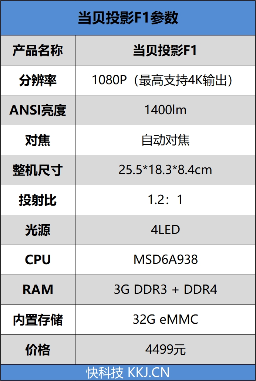 当贝投影F1参数
产品名称 当贝投影F1
分辨率 1080P（最高支持4K输出）
ANSI亮度 1400lm
对焦 自动对焦
整机尺寸 25.5*18.3*8.4cm
投射比 1.2：1
光源 4LED
CPU MSD6A938
RAM 3G DDR3 + DDR4
内置存储 32G eMMC
价格 4499元
快科技 KKJ.CN